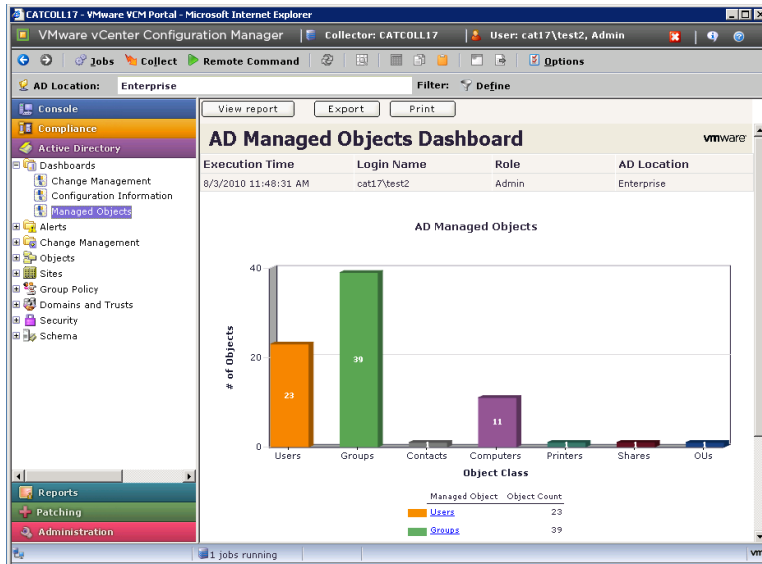 CATCOLL17 - VMware VCM Portal - Microsoft Internet Explorer
VMware vCenter Configuration Manager
Collector: CATCOLL17
User: cat17\test2, Admin
Jobs
Collect
Remote Command
Options
AD Location:
Enterprise
Filter:
Define
Console
Compliance
Active Directory
Dashboards
Change Management
Configuration Information
Managed Objects
Alerts
Change Management
Objects
Sites
Group Policy
Domains and Trusts
Security
Schema
Reports
Patching
Administration
View report
Export
Print
AD Managed Objects Dashboard
vmware
Execution Time Login Name Role AD Location
8/3/2010 11:48:31 AM cat17\test2 Admin Enterprise
AD Managed Objects
# of Objects
40
20
0
23
39
1
11
1
1
1
Users Groups Contacts Computers Printers Shares OUs
Object Class
Managed Object Object Count
Users 23
Groups 39
1 jobs running
vm